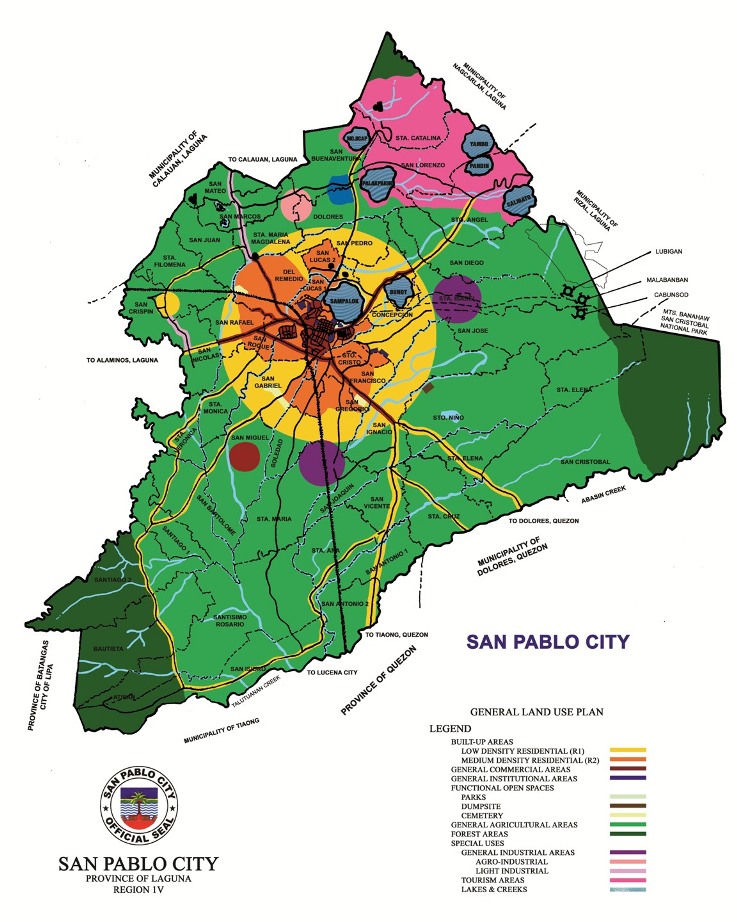 MUNICIPALITY OF
NAGCARLAN, LAGUNA
MUNICIPALITY OF
CALAUAN, LAGUNA
TO CALAUAN, LAGUNA
MOJICAP
STA. CATALINA
YAMBO
PANDIN
SAN
BUENAVENTURA
SAN LORENZO
PALAKPAKIN
CALIBATO
MUNICIPALITY OF
RIZAL, LAGUNA
SAN
MATEO
SAN MARCOS
DOLORES
STO. ANGEL
SAN JUAN
STA. MARIA
MAGDALENA
SAN PEDRO
SAN
LUCAS 2
STA.
FILOMENA
SAN DIEGO
LUBIGAN
MALABANBAN
CABUNSOD
DEL
REMEDIO
SAN
LUCAS 1
SAMPALOK
BUNOT
CONCEPCION
SAN
CRISPIN
MTS. BANAHAW
SAN CRISTOBAL
NATIONAL PARK
SAN RAFAEL
SAN JOSE
SAN
ROQUE
SAN
NICOLAS
TO ALAMINOS, LAGUNA
STO.
CRISTO
SAN
FRANCISCO
SAN
GABRIEL
STA. ELENA
STA.
MONICA
SAN
GREGORIO
STO. NIÑO
SAN
IGNACIO
STA.
VERONICA
SAN MIGUEL
SOLEDAD
STA. ELENA
SAN CRISTOBAL
SAN JOAQUIN
SAN
VICENTE
ABASIN CREEK
SAN BARTOLOME
STA. MARIA
STA. CRUZ
TO DOLORES, QUEZON
SANTIAGO 1
STA. ANA
SAN ANTONIO 1
MUNICIPALITY OF
DOLORES, QUEZON
SANTIAGO 2
SAN ANTONIO 2
SANTISIMO
ROSARIO
TO TIAONG, QUEZON
SAN PABLO CITY
BAUTISTA
SAN ISIDRO
TO LUCENA CITY
ATISAN
TALUTUANAN CREEK
PROVINCE OF QUEZON
PROVINCE OF BATANGAS
CITY OF LIPA
MUNICIPALITY OF TIAONG
GENERAL LAND USE PLAN
LEGEND
BUILT-UP AREAS
LOW DENSITY RESIDENTIAL (R1)
MEDIUM DENSITY RESIDENTIAL (R2)
GENERAL COMMERCIAL AREAS
GENERAL INSTITUTIONAL AREAS
FUNCTIONAL OPEN SPACES
PARKS
DUMPSITE
CEMETERY
GENERAL AGRICULTURAL AREAS
FOREST AREAS
SPECIAL USES
GENERAL INDUSTRIAL AREAS
AGRO-INDUSTRIAL
LIGHT INDUSTRIAL
TOURISM AREAS
LAKES & CREEKS
SAN PABLO CITY
OFFICIAL SEAL
SAN PABLO CITY
PROVINCE OF LAGUNA
REGION 1V